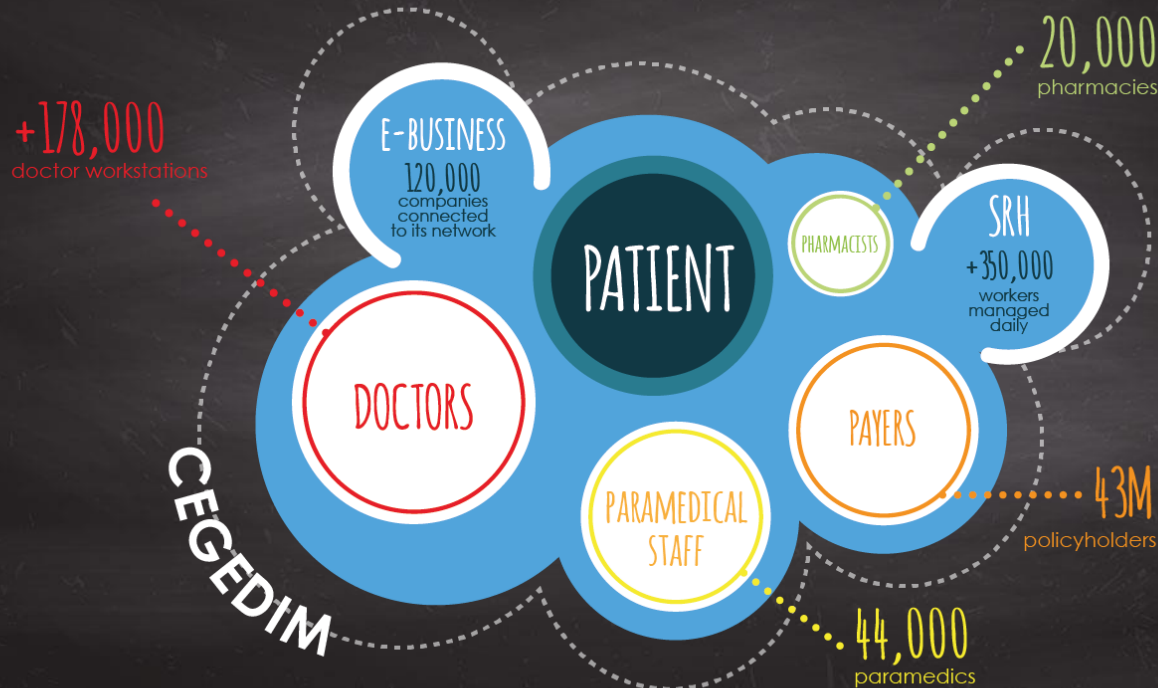 20,000
pharmacies
+178,000
doctor workstations
E-BUSINESS
120,000
companies
connected
to its network
PATIENT
PHARMACISTS
SRH
+350,000
workers
managed
daily
DOCTORS
PAYERS
PARAMEDICAL
STAFF
CEGEDIM
43M
policyholders
44,000
paramedics